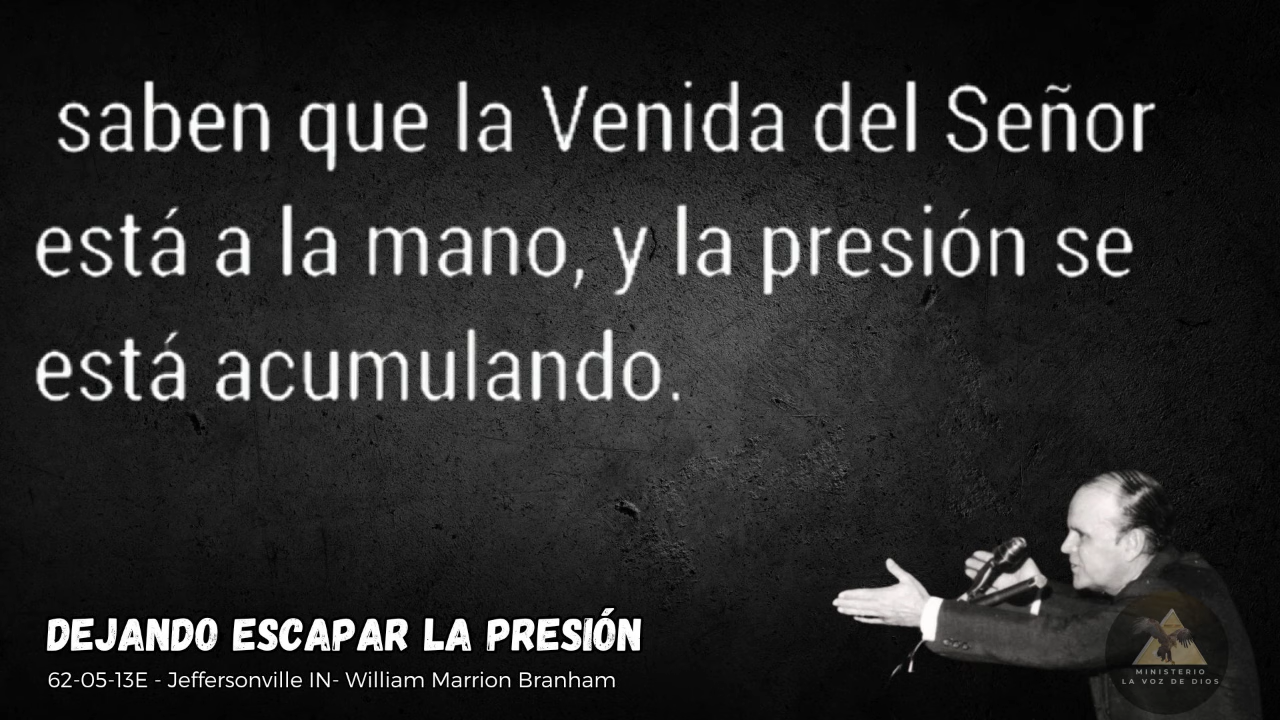 saben que la Venida del Señor
está a la mano, y la presión se
está acumulando.
DEJANDO ESCAPAR LA PRESIÓN
62-05-13E - Jeffersonville IN- William Marrion Branham
MINISTERIO
LA VOZ DE DIOS